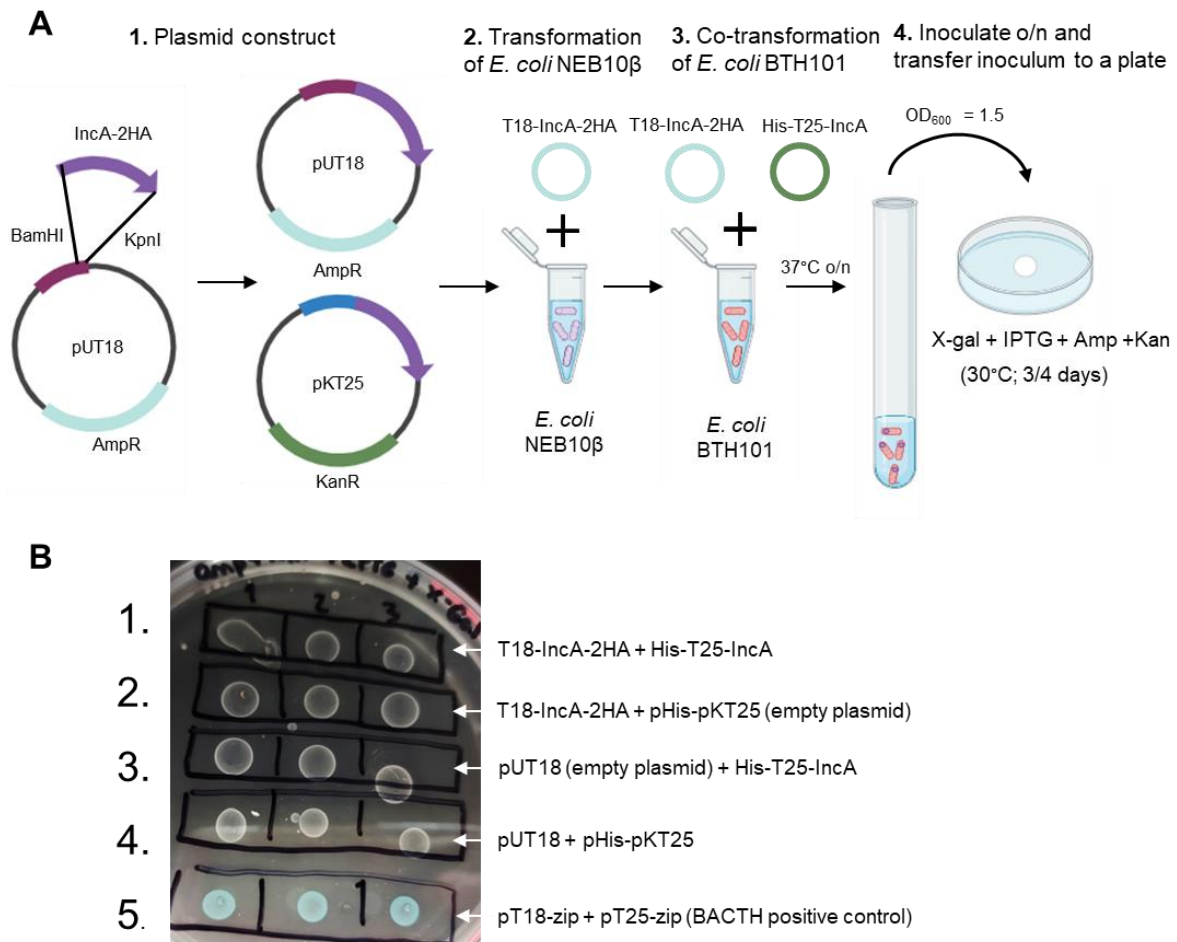 A
1. Plasmid construct
2. Transformation
of E. coli NEB10β
3. Co-transformation
of E. coli BTH101
4. Inoculate o/n and
transfer inoculum to a plate
IncA-2HA
BamHI
KpnI
pUT18
AmpR
pUT18
AmpR
pKT25
KanR
T18-IncA-2HA
+
E. coli
NEB10β
T18-IncA-2HA
His-T25-IncA
+
E. coli
BTH101
37°C o/n
OD600 = 1.5
X-gal + IPTG + Amp +Kan
(30°C; 3/4 days)
B
+ X-Gal
1 2 3
1.
T18-IncA-2HA + His-T25-IncA
2.
T18-IncA-2HA + pHis-pKT25 (empty plasmid)
3.
pUT18 (empty plasmid) + His-T25-IncA
4.
pUT18 + pHis-pKT25
5.
pT18-zip + pT25-zip (BACTH positive control)